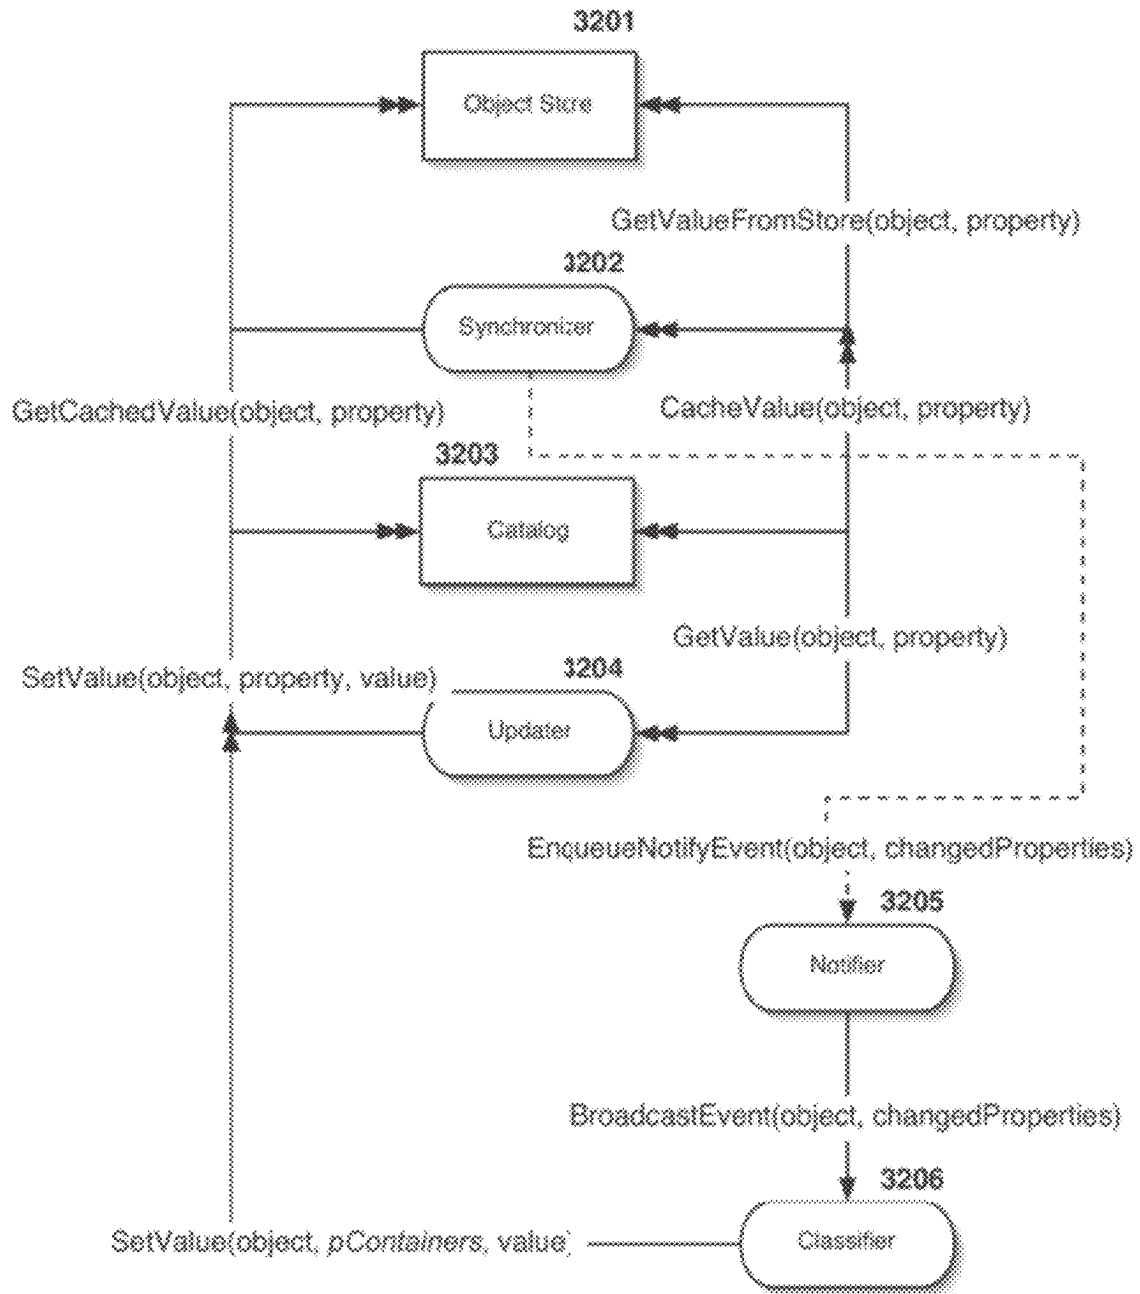 3201
Object Store
GetValueFromStore(object, property)
3202
Synchronizer
GetCachedValue(object, property)
CacheValue(object, property)
3203
Catalog
GetValue(object, property)
SetValue(object, property, value)
3204
Updater
EnqueueNotifyEvent(object, changedProperties)
3205
Notifier
BroadcastEvent(object, changedProperties)
3206
Classifier
SetValue(object, pContainers, value)